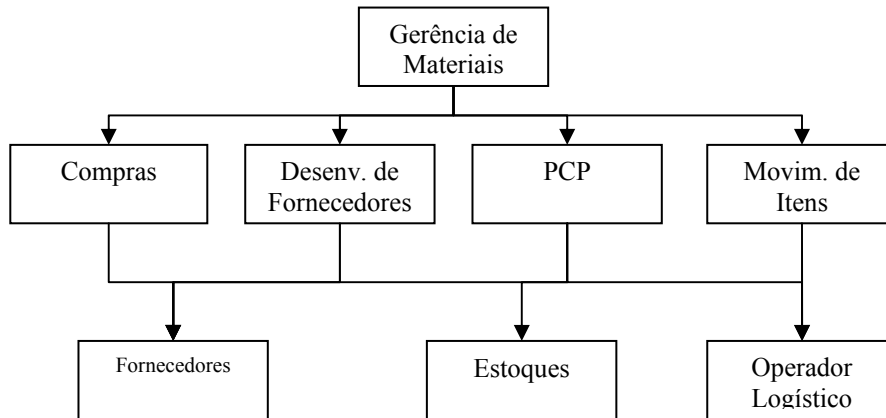 Gerência de
Materiais
Compras
Desenv. de
Fornecedores
PCP
Movim. de
Itens
Fornecedores
Estoques
Operador
Logístico